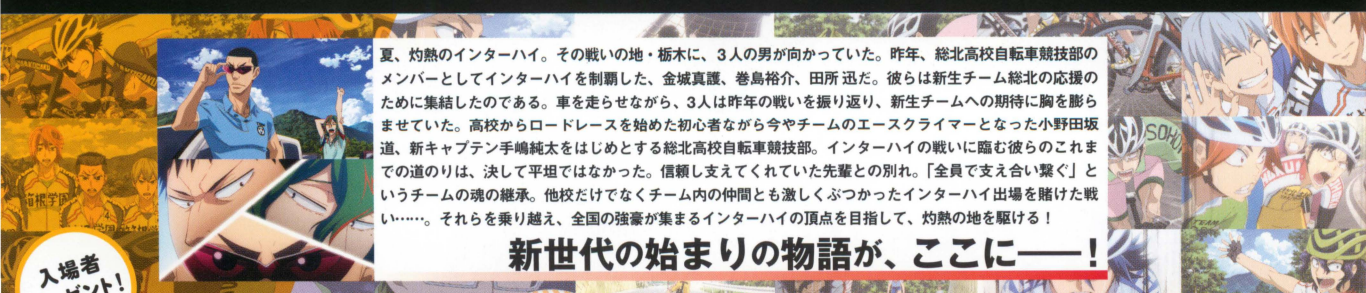 夏、灼熱のインターハイ。その戦いの地・栃木に、3人の男が向かっていた。昨年、総北高校自転車競技部の
メンバーとしてインターハイを制覇した、金城真護、巻島裕介、田所 迅だ。彼らは新生チーム総北の応援の
ために集結したのである。車を走らせながら、3人は昨年の戦いを振り返り、新生チームへの期待に胸を膨ら
ませていた。高校からロードレースを始めた初心者ながら今やチームのエースクライマーとなった小野田坂
道、新キャプテン手嶋純太をはじめとする総北高校自転車競技部。インターハイの戦いに臨む彼らのこれま
での道のりは、決して平坦ではなかった。信頼し支えてくれていた先輩との別れ。「全員で支え合い繋ぐ」と
いうチームの魂の継承。他校だけでなくチーム内の仲間とも激しくぶつかったインターハイ出場を賭けた戦
い……。それらを乗り越え、全国の強豪が集まるインターハイの頂点を目指して、灼熱の地を駆ける！
新世代の始まりの物語が、ここに――！
入場者
箱根学園
SOHOKU